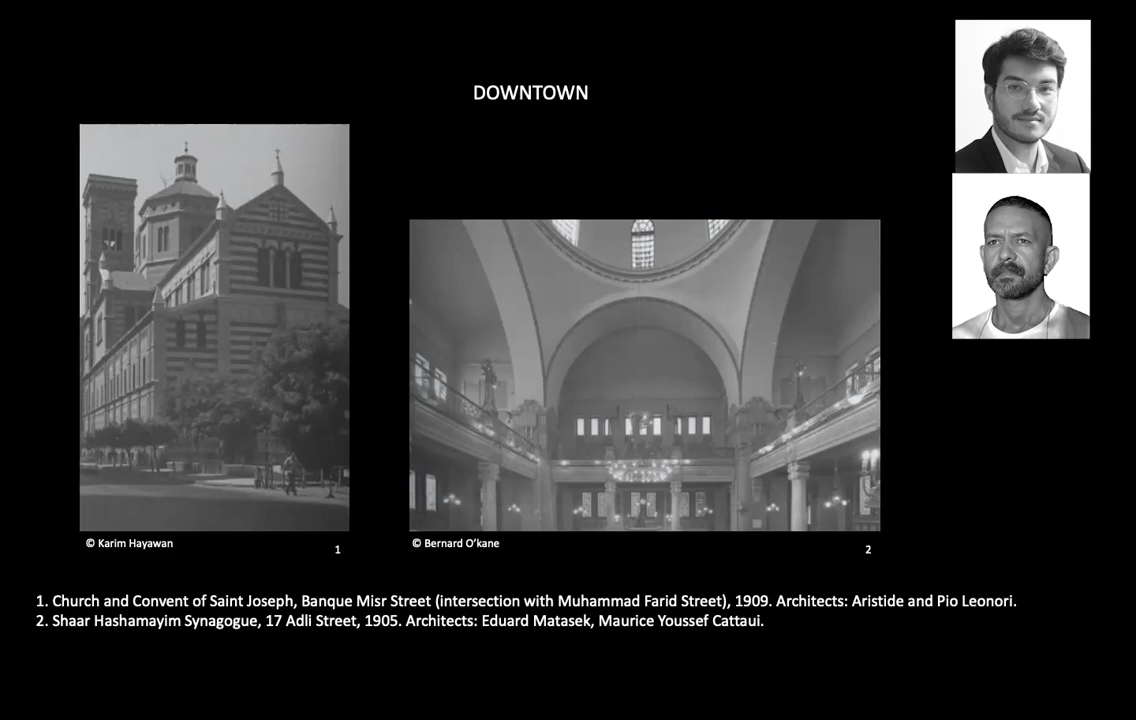 DOWNTOWN
© Karim Hayawan
1
© Bernard O'kane
2
1. Church and Convent of Saint Joseph, Banque Misr Street (intersection with Muhammad Farid Street), 1909. Architects: Aristide and Pio Leonori.
2. Shaar Hashamayim Synagogue, 17 Adli Street, 1905. Architects: Eduard Matasek, Maurice Youssef Cattaui.